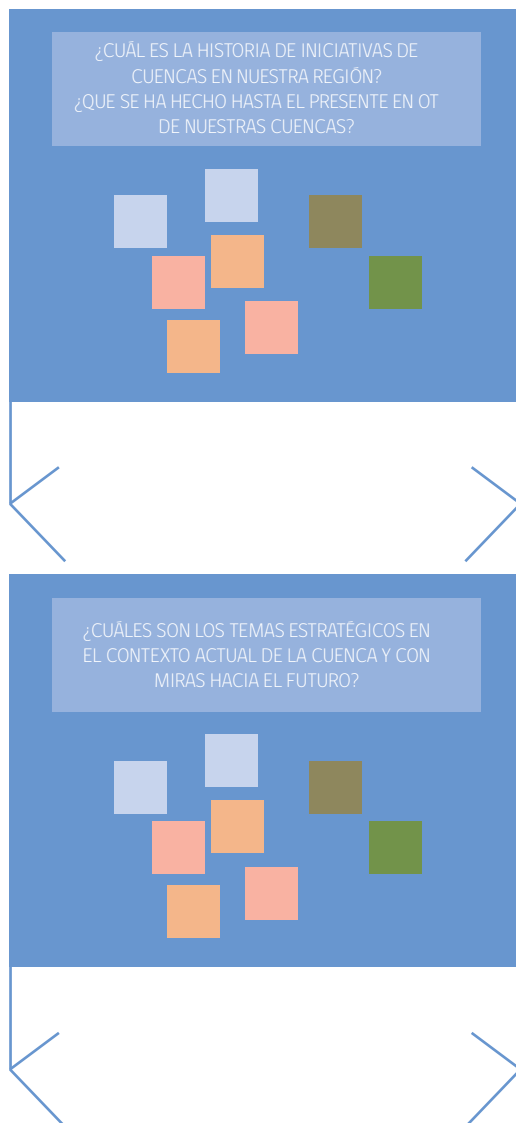 ¿CUÁL ES LA HISTORIA DE INICIATIVAS DE
CUENCAS EN NUESTRA REGIÓN?
¿QUE SE HA HECHO HASTA EL PRESENTE EN OT
DE NUESTRAS CUENCAS?
¿CUÁLES SON LOS TEMAS ESTRATÉGICOS EN
EL CONTEXTO ACTUAL DE LA CUENCA Y CON
MIRAS HACIA EL FUTURO?